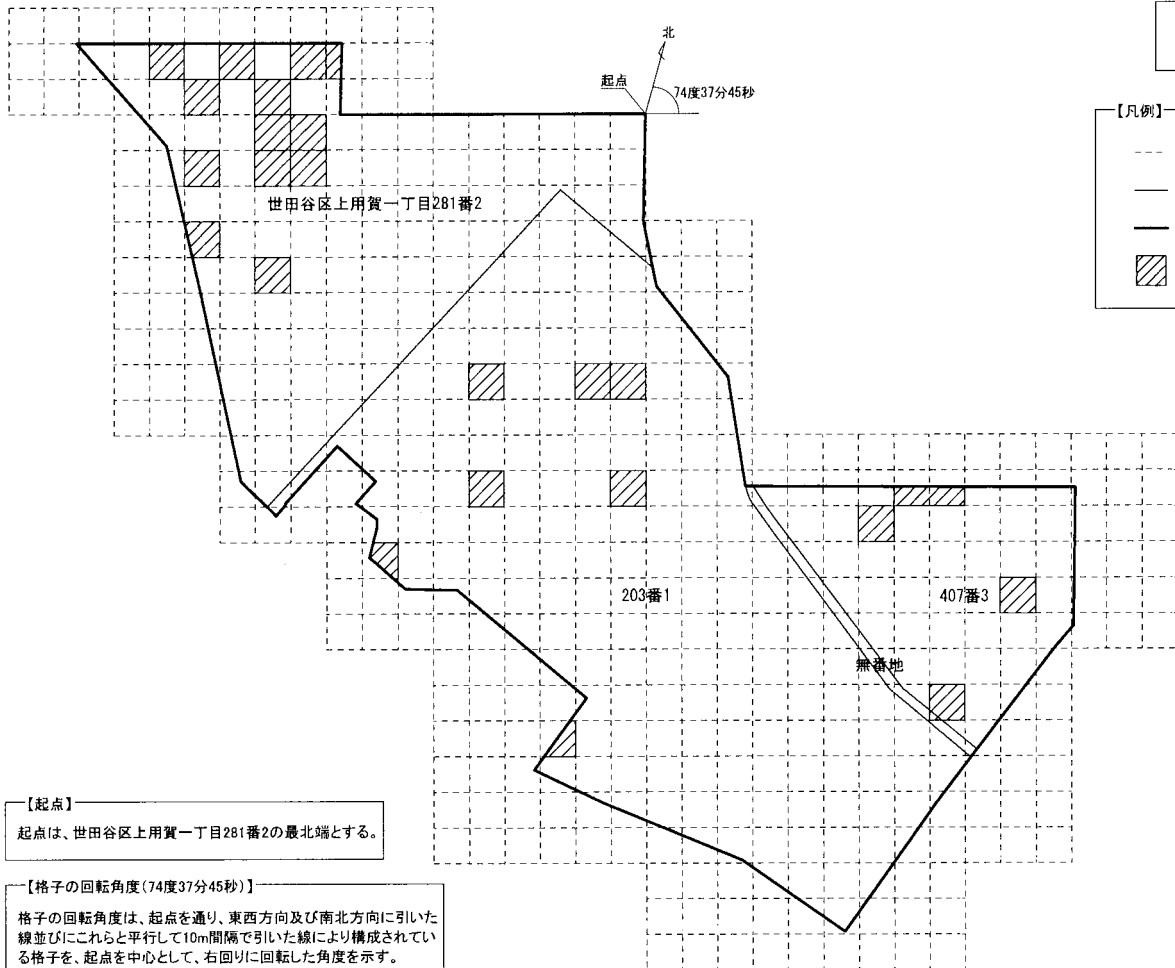 北
起点
74度37分45秒
【凡例】
世田谷区上用賀一丁目281番2
203番1
407番3
無番地
【起点】
起点は、世田谷区上用賀一丁目281番2の最北端とする。
【格子の回転角度(74度37分45秒)】
格子の回転角度は、起点を通り、東西方向及び南北方向に引いた
線並びにこれらと平行して10m間隔で引いた線により構成されてい
る格子を、起点を中心として、右回りに回転した角度を示す。